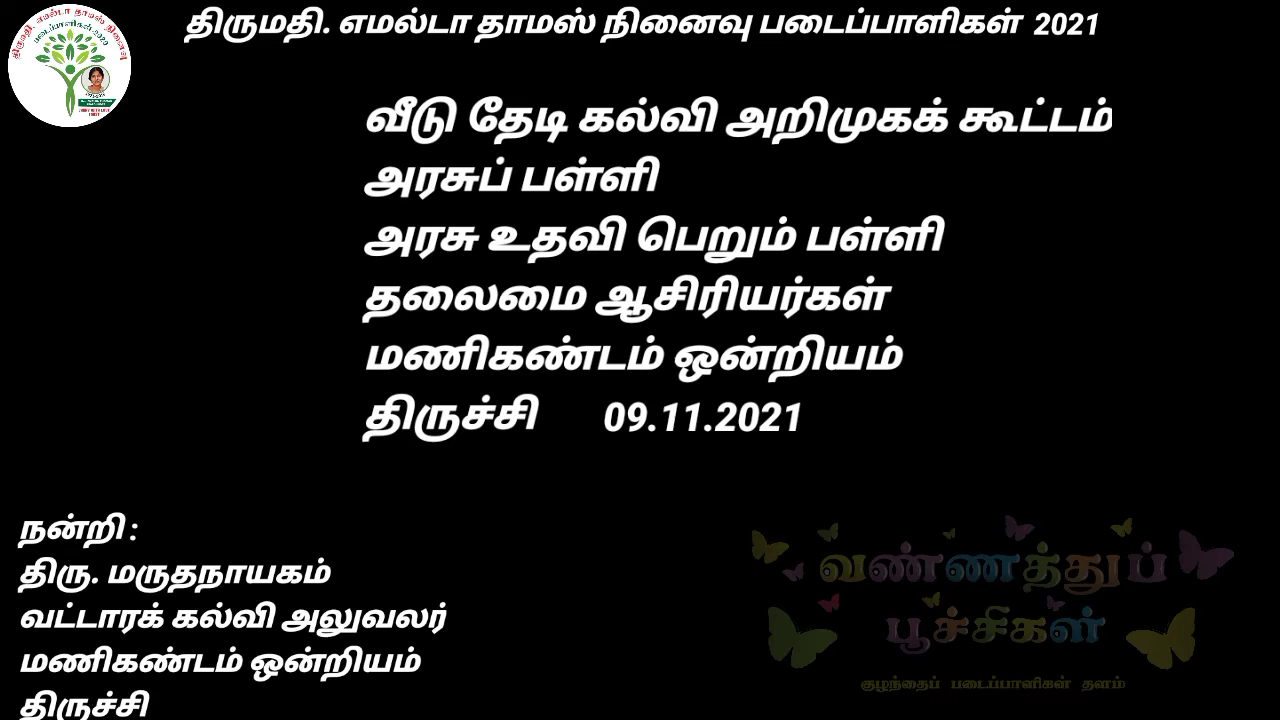 திருமதி. எமல்டா தாமஸ் நினைவு படைப்பாளிகள் 2021
வீடு தேடி கல்வி அறிமுகக் கூட்டம்
அரசுப் பள்ளி
அரசு உதவி பெறும் பள்ளி
தலைமை ஆசிரியர்கள்
மணிகண்டம் ஒன்றியம்
திருச்சி 09.11.2021
நன்றி :
திரு. மருதநாயகம்
வட்டாரக் கல்வி அலுவலர்
மணிகண்டம் ஒன்றியம்
திருச்சி
வண்ணத்துப்
பூச்சிகள்
குழந்தைப் படைப்பாளிகள் தளம்